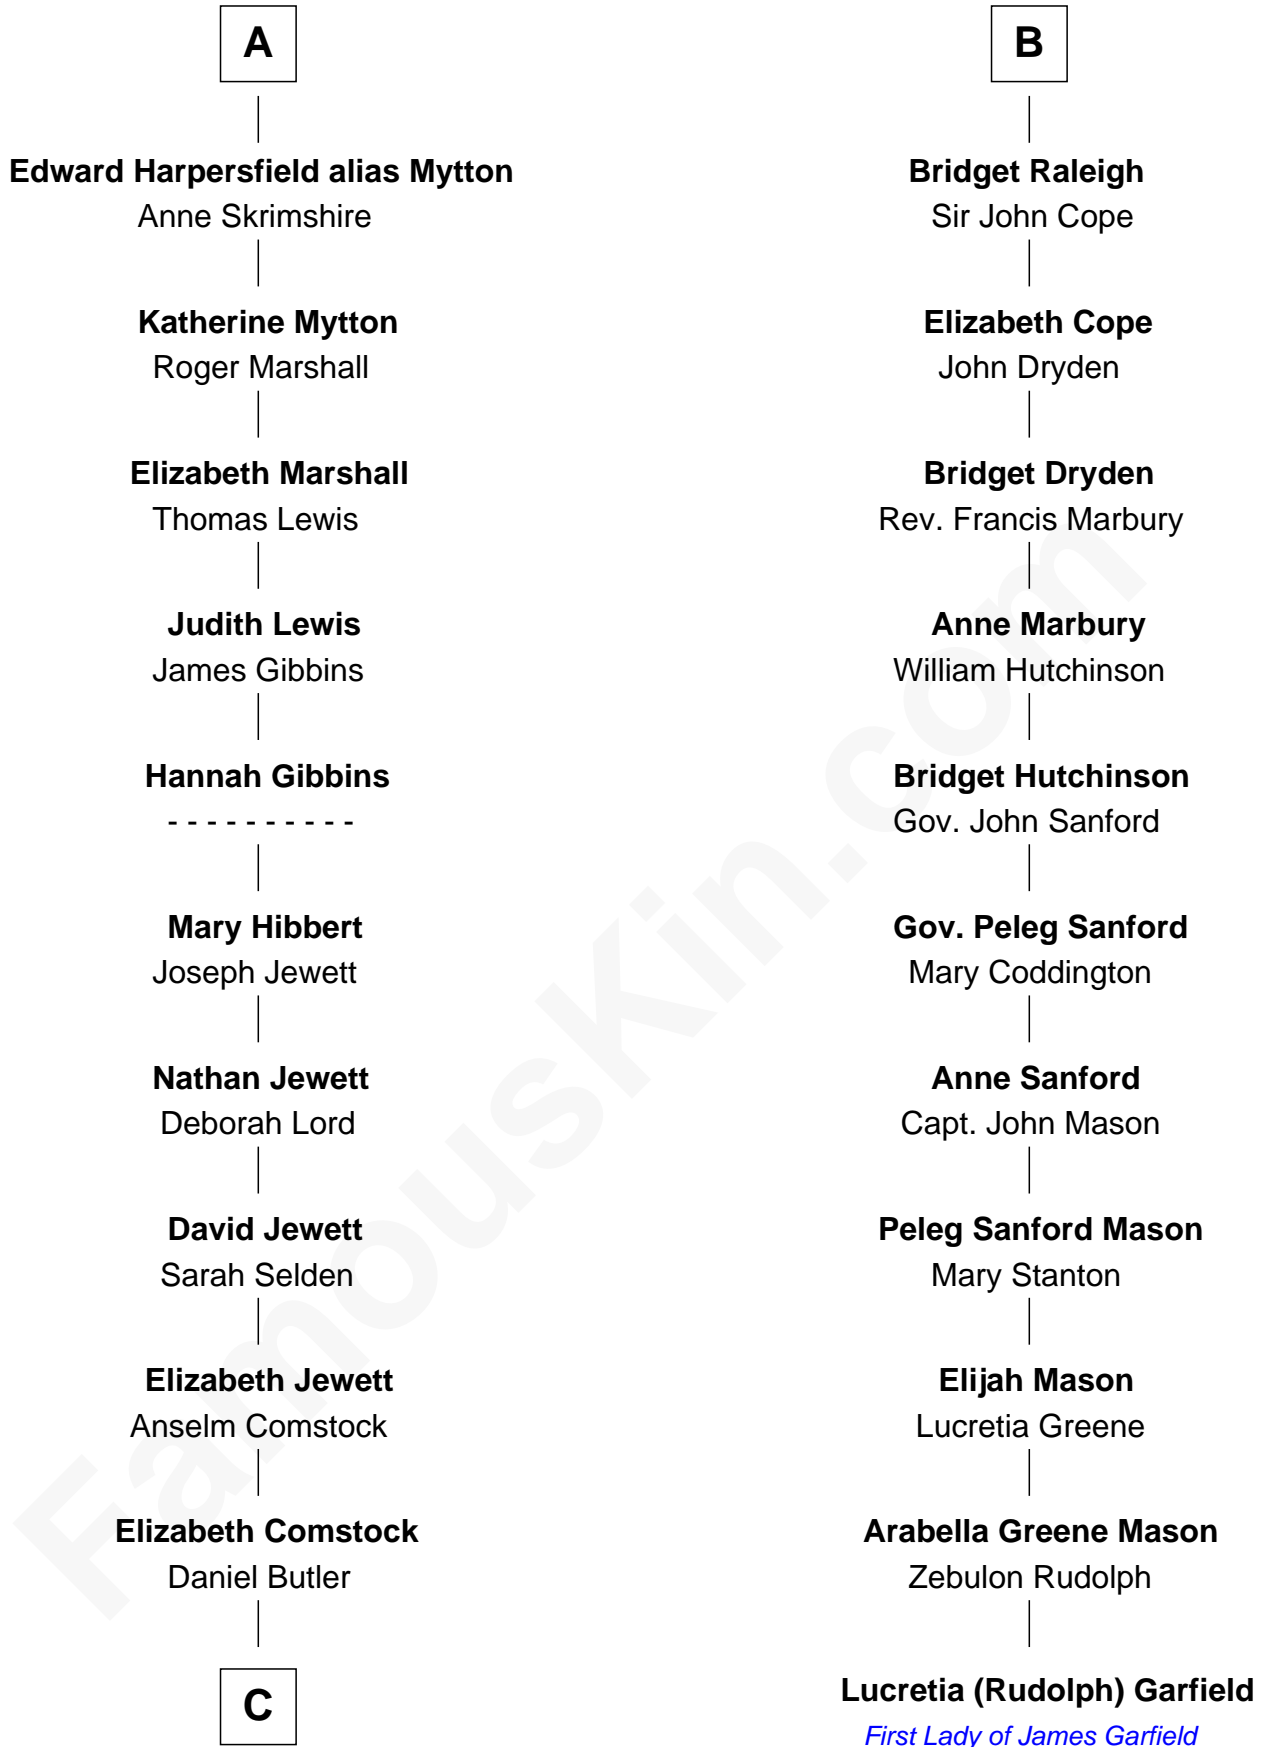 A
Edward Harpersfield alias Mytton
Anne Skrimshire
Katherine Mytton
Roger Marshall
Elizabeth Marshall
Thomas Lewis
Judith Lewis
James Gibbins
Hannah Gibbins
- - - - - - - - - -
Mary Hibbert
Joseph Jewett
Nathan Jewett
Deborah Lord
David Jewett
Sarah Selden
Elizabeth Jewett
Anselm Comstock
Elizabeth Comstock
Daniel Butler
C
B
Bridget Raleigh
Sir John Cope
Elizabeth Cope
John Dryden
Bridget Dryden
Rev. Francis Marbury
Anne Marbury
William Hutchinson
Bridget Hutchinson
Gov. John Sanford
Gov. Peleg Sanford
Mary Coddington
Anne Sanford
Capt. John Mason
Peleg Sanford Mason
Mary Stanton
Elijah Mason
Lucretia Greene
Arabella Greene Mason
Zebulon Rudolph
Lucretia (Rudolph) Garfield
First Lady of James Garfield
FamousKin.com